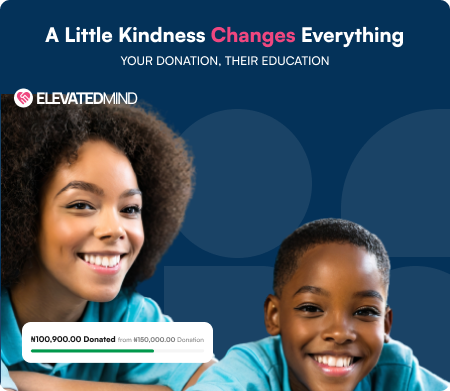 A Little Kindness Changes Everything
YOUR DONATION, THEIR EDUCATION
ELEVATEDMIND
₦100,900.00 Donated from ₦150,000.00 Donation